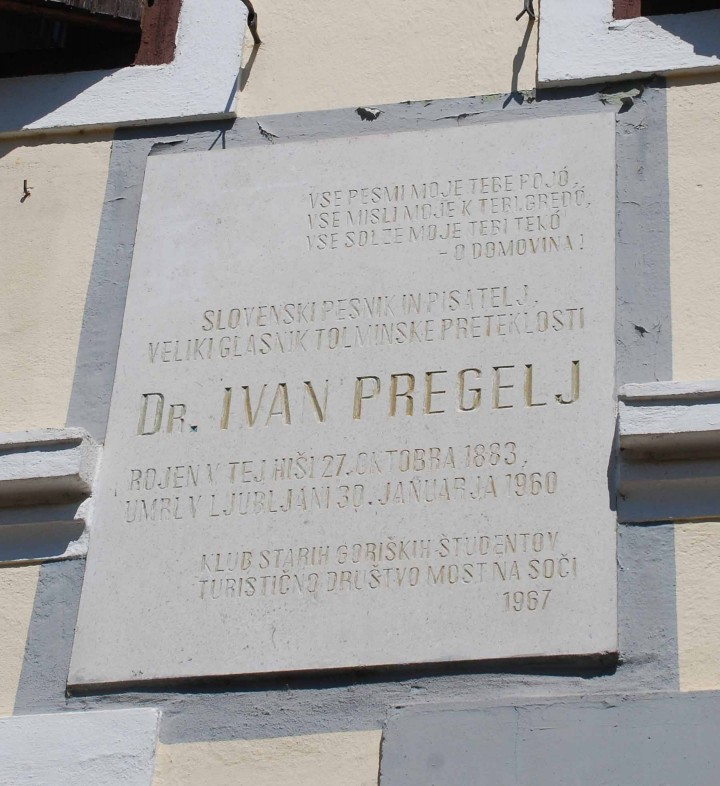 VSE PESMI MOJE TEBE POJÓ,
VSE MISLI MOJE K TEBI GREDÓ,
VSE SOLZE MOJE TEBI TEKÓ
- O DOMOVINA!
SLOVENSKI PESNIK IN PISATELJ,
VELIKI GLASNIK TOLMINSKE PRETEKLOSTI
DR. IVAN PREGELJ
ROJEN V TEJ HIŠI 27. OKTOBRA 1883,
UMRL V LJUBLJANI 30. JANUARJA 1960
KLUB STARIH GORIŠKIH ŠTUDENTOV
TURISTIČNO DRUŠTVO MOST NA SOČI
1967